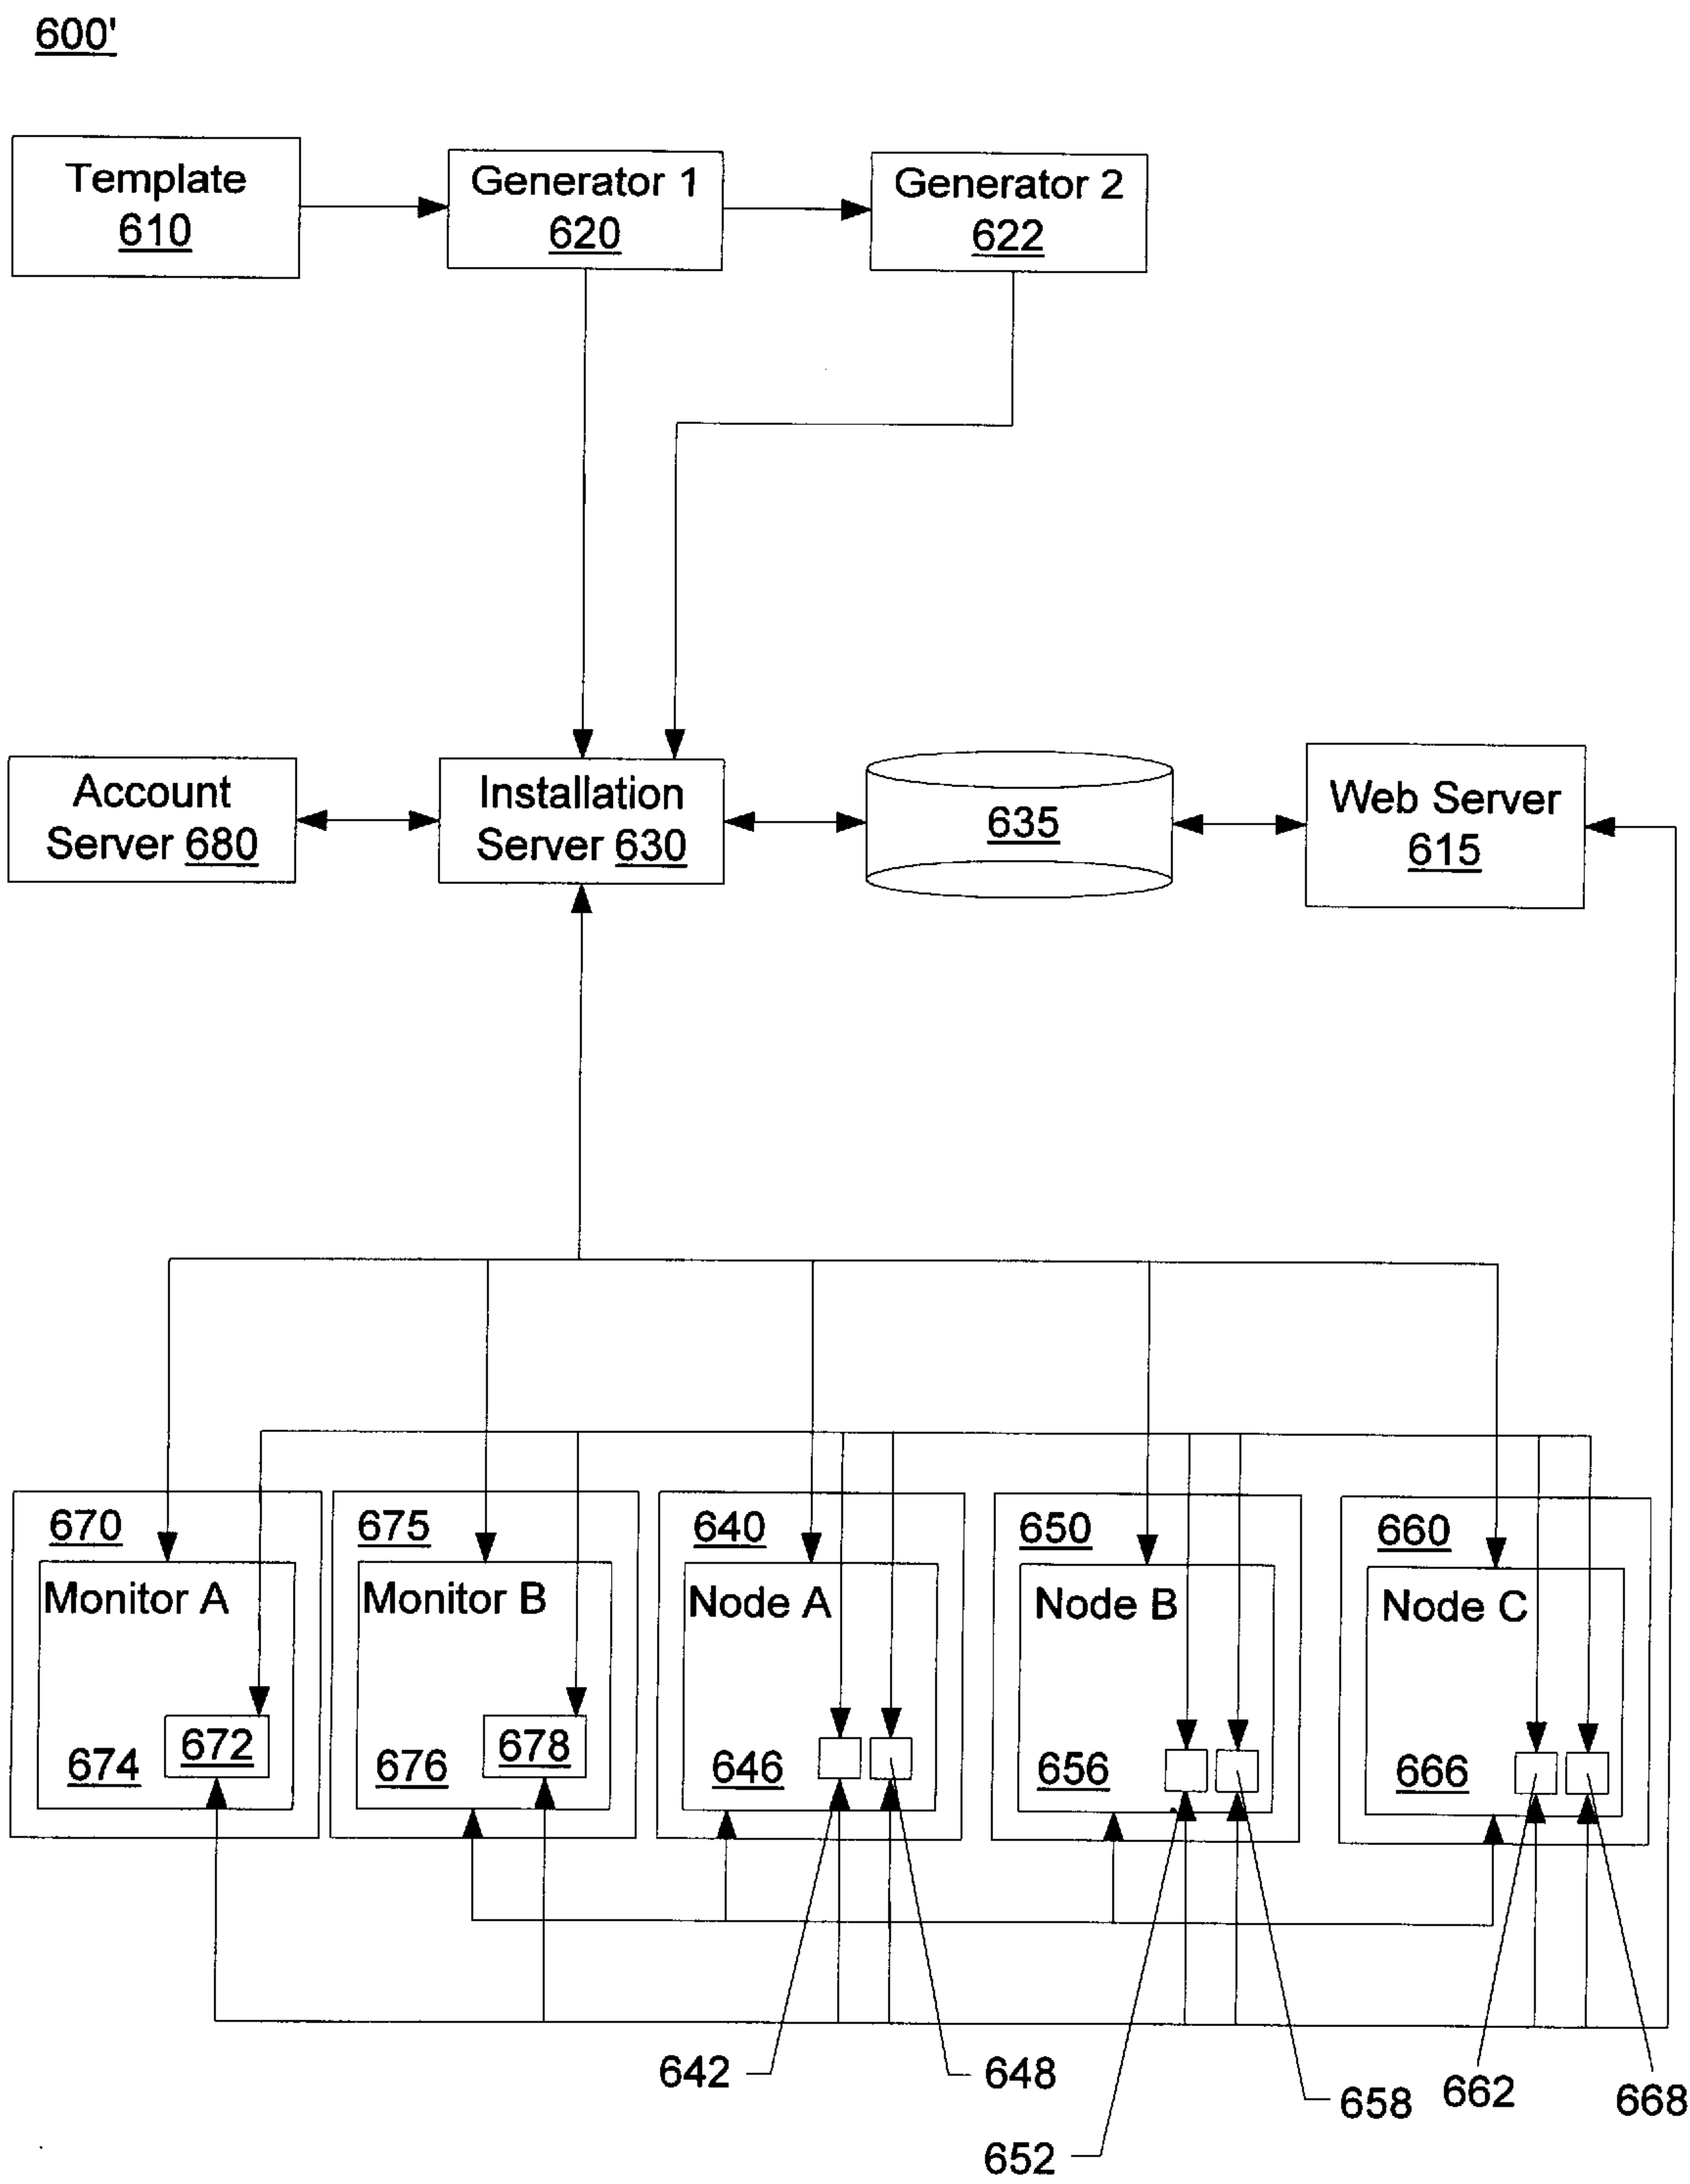 600'
Template
610
Generator 1
620
Generator 2
622
Account
Server 680
Installation
Server 630
635
Web Server
615
670
Monitor A
674
672
675
Monitor B
676
678
640
Node A
646
650
Node B
656
660
Node C
666
642
648
652
658
662
668